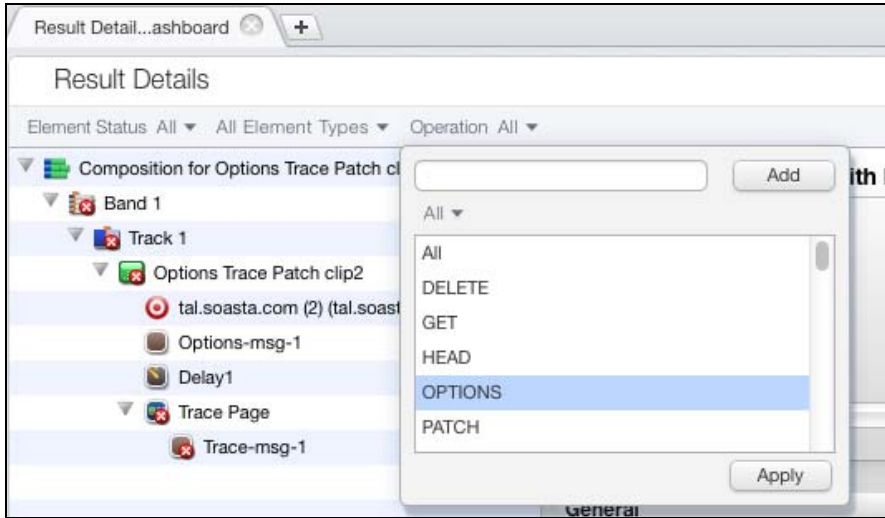 Result Detail...ashboard +
Result Details
Element Status All All Element Types Operation All
Composition for Options Trace Patch cl
Band 1
Track 1
Options Trace Patch clip2
tal.soasta.com (2) (tal.soast
Options-msg-1
Delay1
Trace Page
Trace-msg-1
Add
All
All
DELETE
GET
HEAD
OPTIONS
PATCH
Apply
ith
General